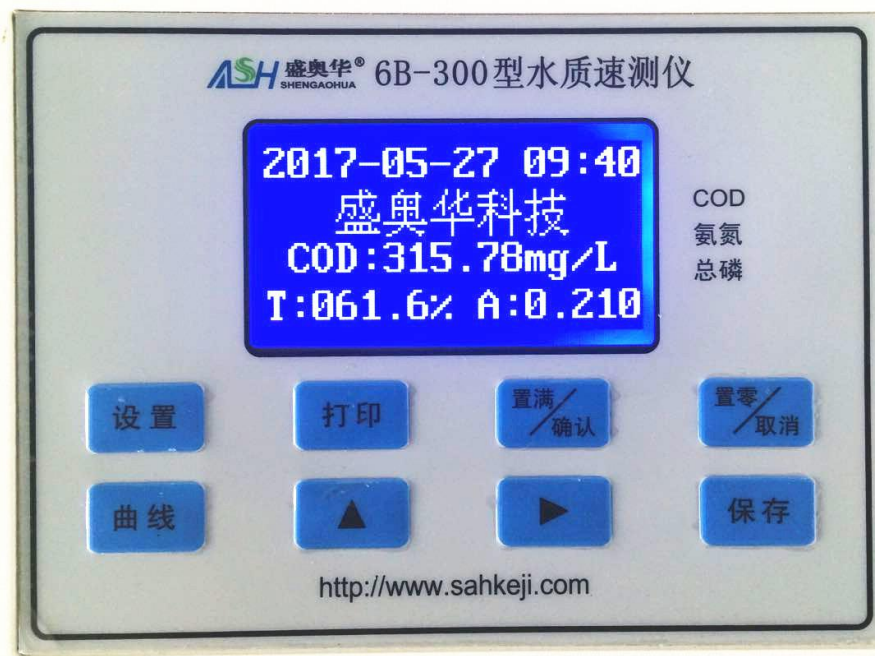 ASH 盛奥华® SHENGAOHUA 6B-300型水质速测仪
2017-05-27 09:40
盛奥华科技
COD:315.78mg/L
T:061.6% A:0.210
COD
氨氮
总磷
设置 打印 置满/确认 置零/取消
曲线 ▲ ▶ 保存
http://www.sahkeji.com